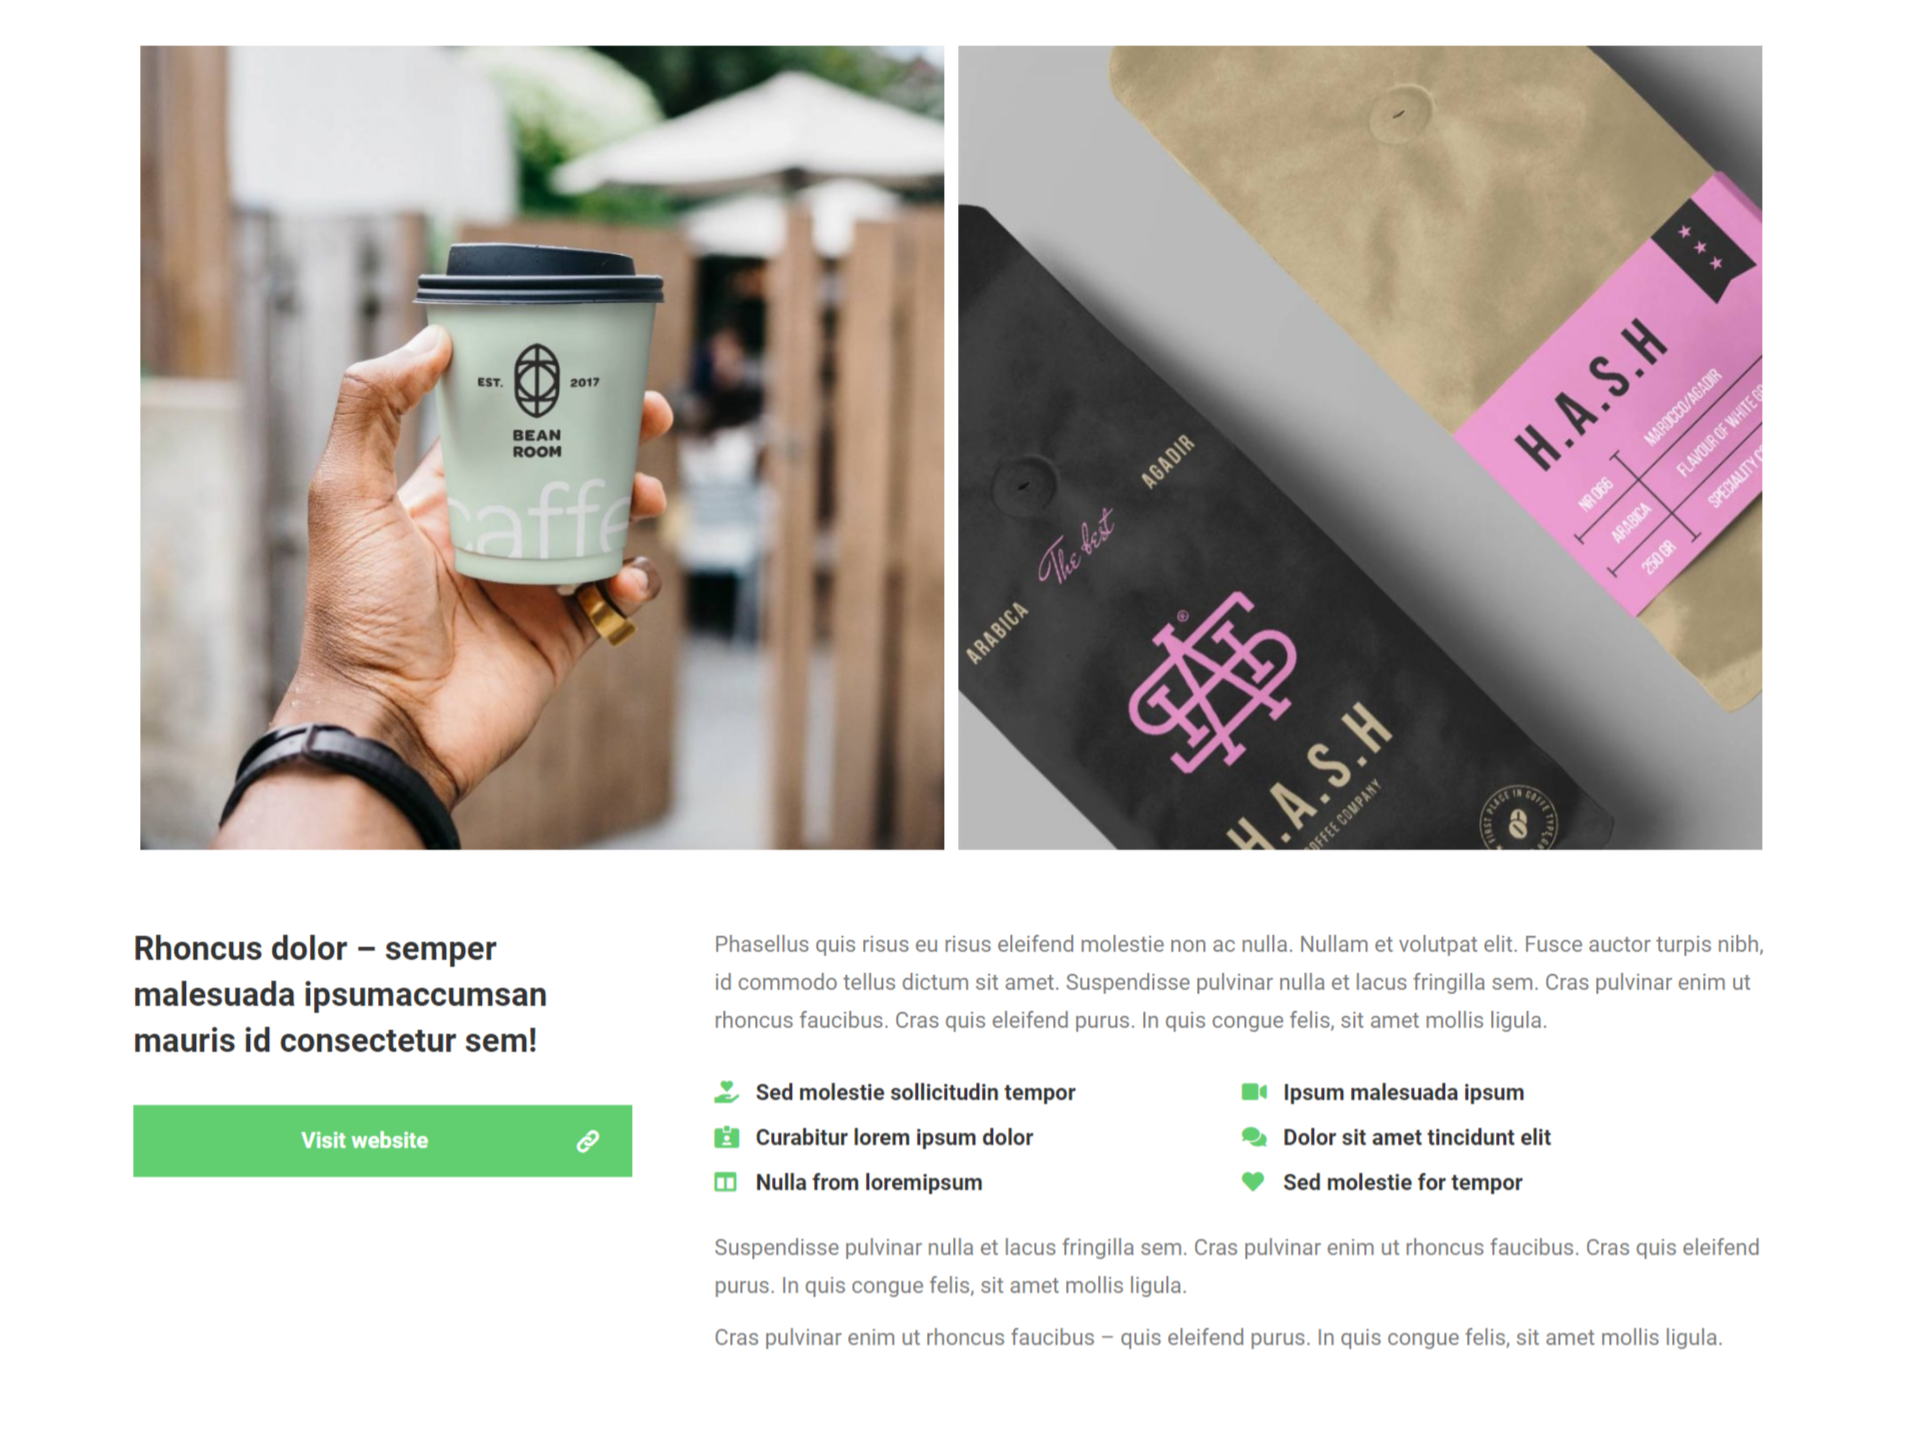 EST. 2017
BEAN
ROOM
caffe
H.A.S.H
NR 066
MAROCCO/AGADIR
ARABICA
FLAVOUR OF WHITE
250 GR
SPECIALITY
AGADIR
The best
ARABICA
®
H.A.S.H
COFFEE COMPANY
FIRST PLACE IN COFFE TYPE
Rhoncus dolor – semper
malesuada ipsumaccumsan
mauris id consectetur sem!
Visit website
Phasellus quis risus eu risus eleifend molestie non ac nulla. Nullam et volutpat elit. Fusce auctor turpis nibh,
id commodo tellus dictum sit amet. Suspendisse pulvinar nulla et lacus fringilla sem. Cras pulvinar enim ut
rhoncus faucibus. Cras quis eleifend purus. In quis congue felis, sit amet mollis ligula.
Sed molestie sollicitudin tempor
Curabitur lorem ipsum dolor
Nulla from loremipsum
Ipsum malesuada ipsum
Dolor sit amet tincidunt elit
Sed molestie for tempor
Suspendisse pulvinar nulla et lacus fringilla sem. Cras pulvinar enim ut rhoncus faucibus. Cras quis eleifend
purus. In quis congue felis, sit amet mollis ligula.
Cras pulvinar enim ut rhoncus faucibus – quis eleifend purus. In quis congue felis, sit amet mollis ligula.